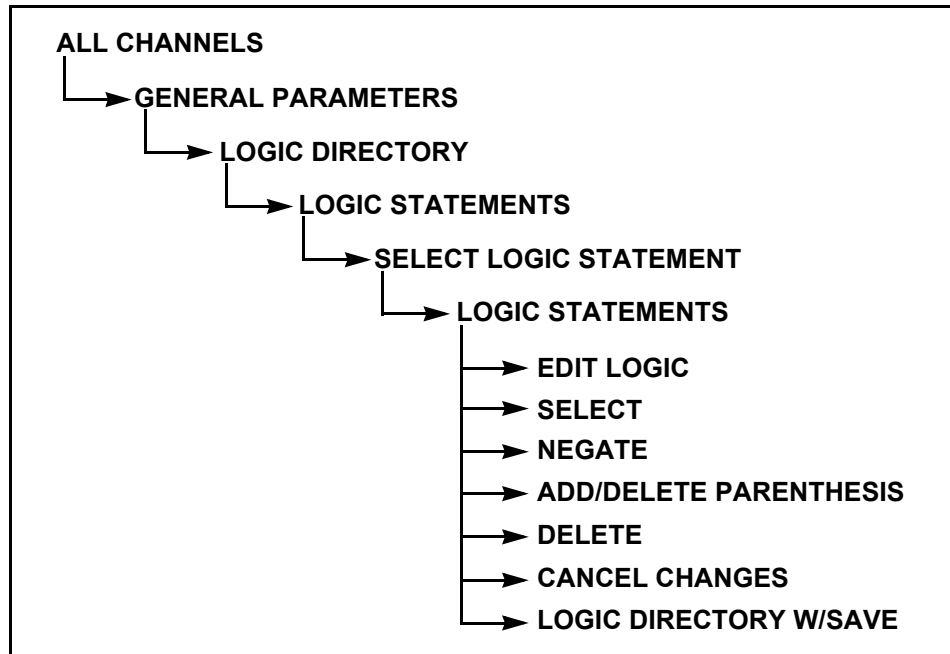 ALL CHANNELS
GENERAL PARAMETERS
LOGIC DIRECTORY
LOGIC STATEMENTS
SELECT LOGIC STATEMENT
LOGIC STATEMENTS
EDIT LOGIC
SELECT
NEGATE
ADD/DELETE PARENTHESIS
DELETE
CANCEL CHANGES
LOGIC DIRECTORY W/SAVE